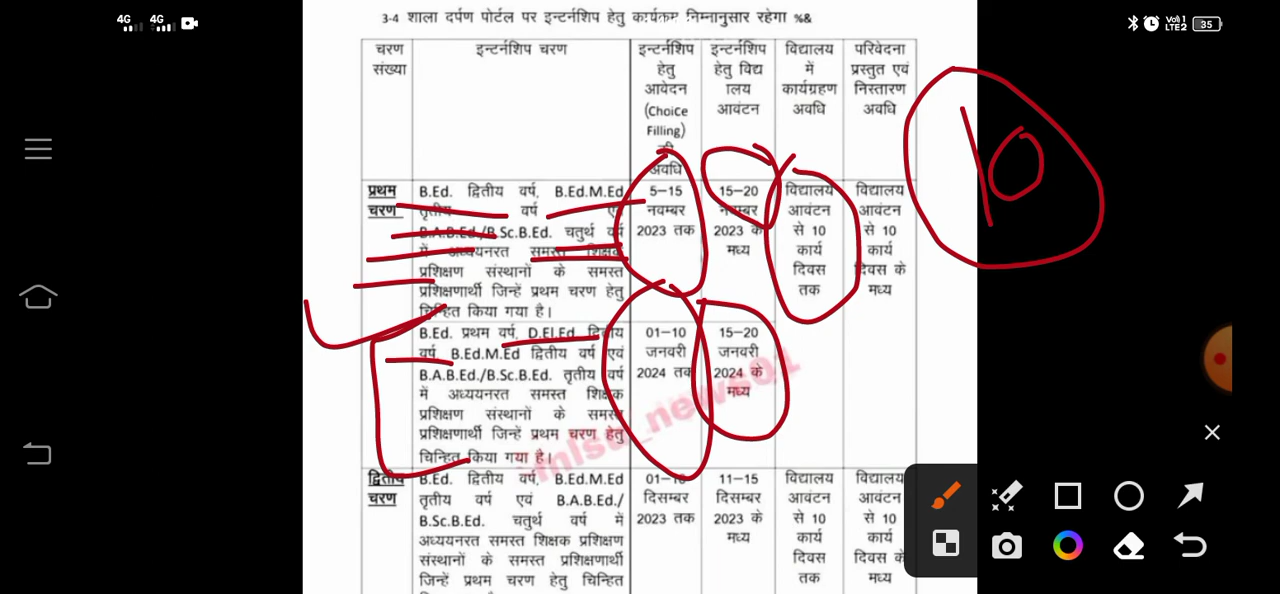 4G 4G
Vo)) 1 LTE2 35
3-4 शाला दर्पण पोर्टल पर इन्टर्नशिप हेतु कार्यक्रम निम्नानुसार रहेगा %&
चरण संख्या
इन्टर्नशिप चरण
इन्टर्नशिप
हेतु
आवेदन
(Choice
Filling)
की
अवधि
इन्टर्नशिप
हेतु विद्य
ालय
आवंटन
विद्यालय
में
कार्यग्रहण
अवधि
परिवेदना
प्रस्तुत एवं
निस्तारण
अवधि
10
प्रथम
चरण
B.Ed. द्वितीय वर्ष, B.Ed.M.Ed
तृतीय वर्ष एवं
B.A.B.Ed./B.Sc.B.Ed. चतुर्थ वर्ष
में अध्ययनरत समस्त शिक्षक
प्रशिक्षण संस्थानों के समस्त
प्रशिक्षणार्थी जिन्हें प्रथम चरण हेतु
चिन्हित किया गया है।
5–15
नवम्बर
2023 तक
15–20
नवम्बर
2023 के
मध्य
विद्यालय
आवंटन
से 10
कार्य
दिवस
तक
विद्यालय
आवंटन
से 10
कार्य
दिवस के
मध्य
B.Ed. प्रथम वर्ष, D.El.Ed द्वितीय
वर्ष, B.Ed.M.Ed द्वितीय वर्ष एवं
B.A.B.Ed./B.Sc.B.Ed. तृतीय वर्ष
में अध्ययनरत समस्त शिक्षक
प्रशिक्षण संस्थानों के समस्त
प्रशिक्षणार्थी जिन्हें प्रथम चरण हेतु
चिन्हित किया गया है।
01–10
जनवरी
2024 तक
15–20
जनवरी
2024 के
मध्य
द्वितीय
चरण
B.Ed. द्वितीय वर्ष, B.Ed.M.Ed
तृतीय वर्ष एवं B.A.B.Ed./
B.Sc.B.Ed. चतुर्थ वर्ष में
अध्ययनरत समस्त शिक्षक प्रशिक्षण
संस्थानों के समस्त प्रशिक्षणार्थी
जिन्हें प्रथम चरण हेतु चिन्हित
01–10
दिसम्बर
2023 तक
11–15
दिसम्बर
2023 के
मध्य
विद्यालय
आवंटन
से 10
कार्य
दिवस
तक
विद्यालय
आवंटन
से 10
कार्य
दिवस के
मध्य